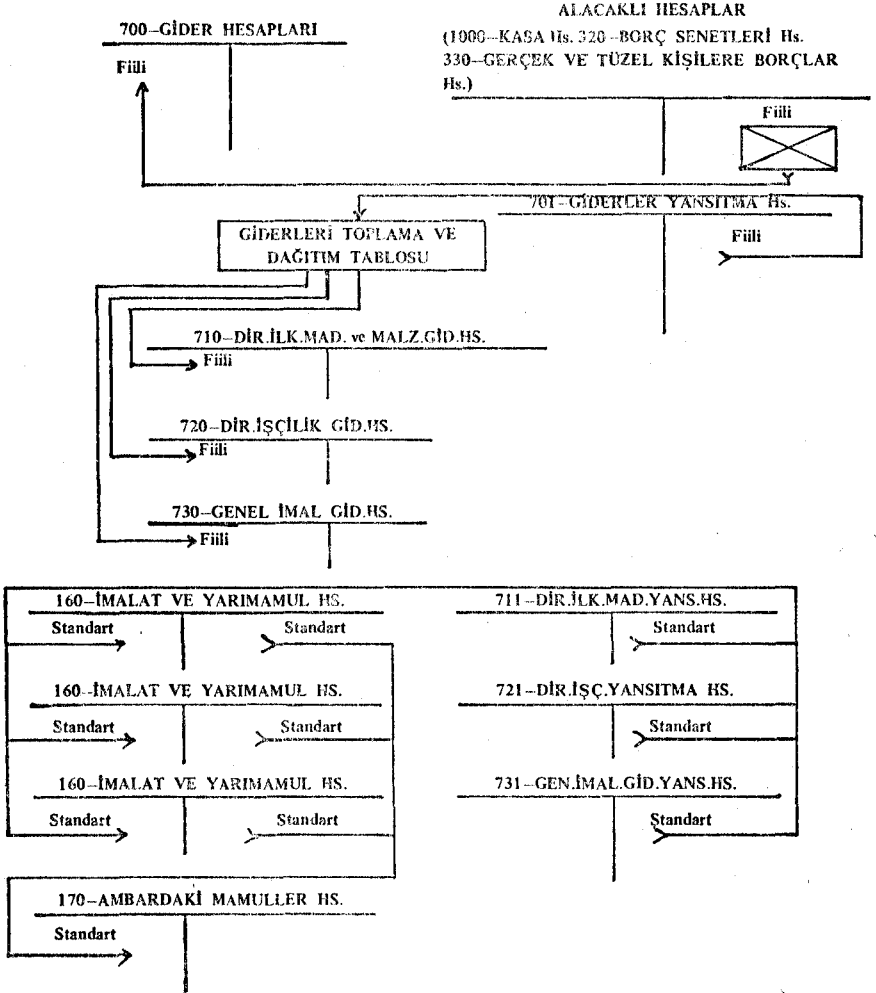 ALACAKLI HESAPLAR
700–GİDER HESAPLARI
(1000–KASA Hs. 320–BORÇ SENETLERİ Hs.
330–GERÇEK VE TÜZEL KİŞİLERE BORÇLAR
Hs.)
Fiili
Fiili
701–GİDERLER YANSITMA Hs.
GİDERLERİ TOPLAMA VE
DAĞITIM TABLOSU
Fiili
710–DİR.İLK.MAD. ve MALZ.GİD.HS.
Fiili
720–DİR.İŞÇİLİK GİD.HS.
Fiili
730–GENEL İMAL GİD.HS.
Fiili
160–İMALAT VE YARIMAMUL HS.
711–DİR.İLK.MAD.YANS.HS.
Standart
Standart
Standart
160–İMALAT VE YARIMAMUL HS.
721–DİR.İŞÇ.YANSITMA HS.
Standart
Standart
Standart
160–İMALAT VE YARIMAMUL HS.
731–GEN.İMAL.GİD.YANS.HS.
Standart
Standart
Standart
170–AMBARDAKİ MAMULLER HS.
Standart